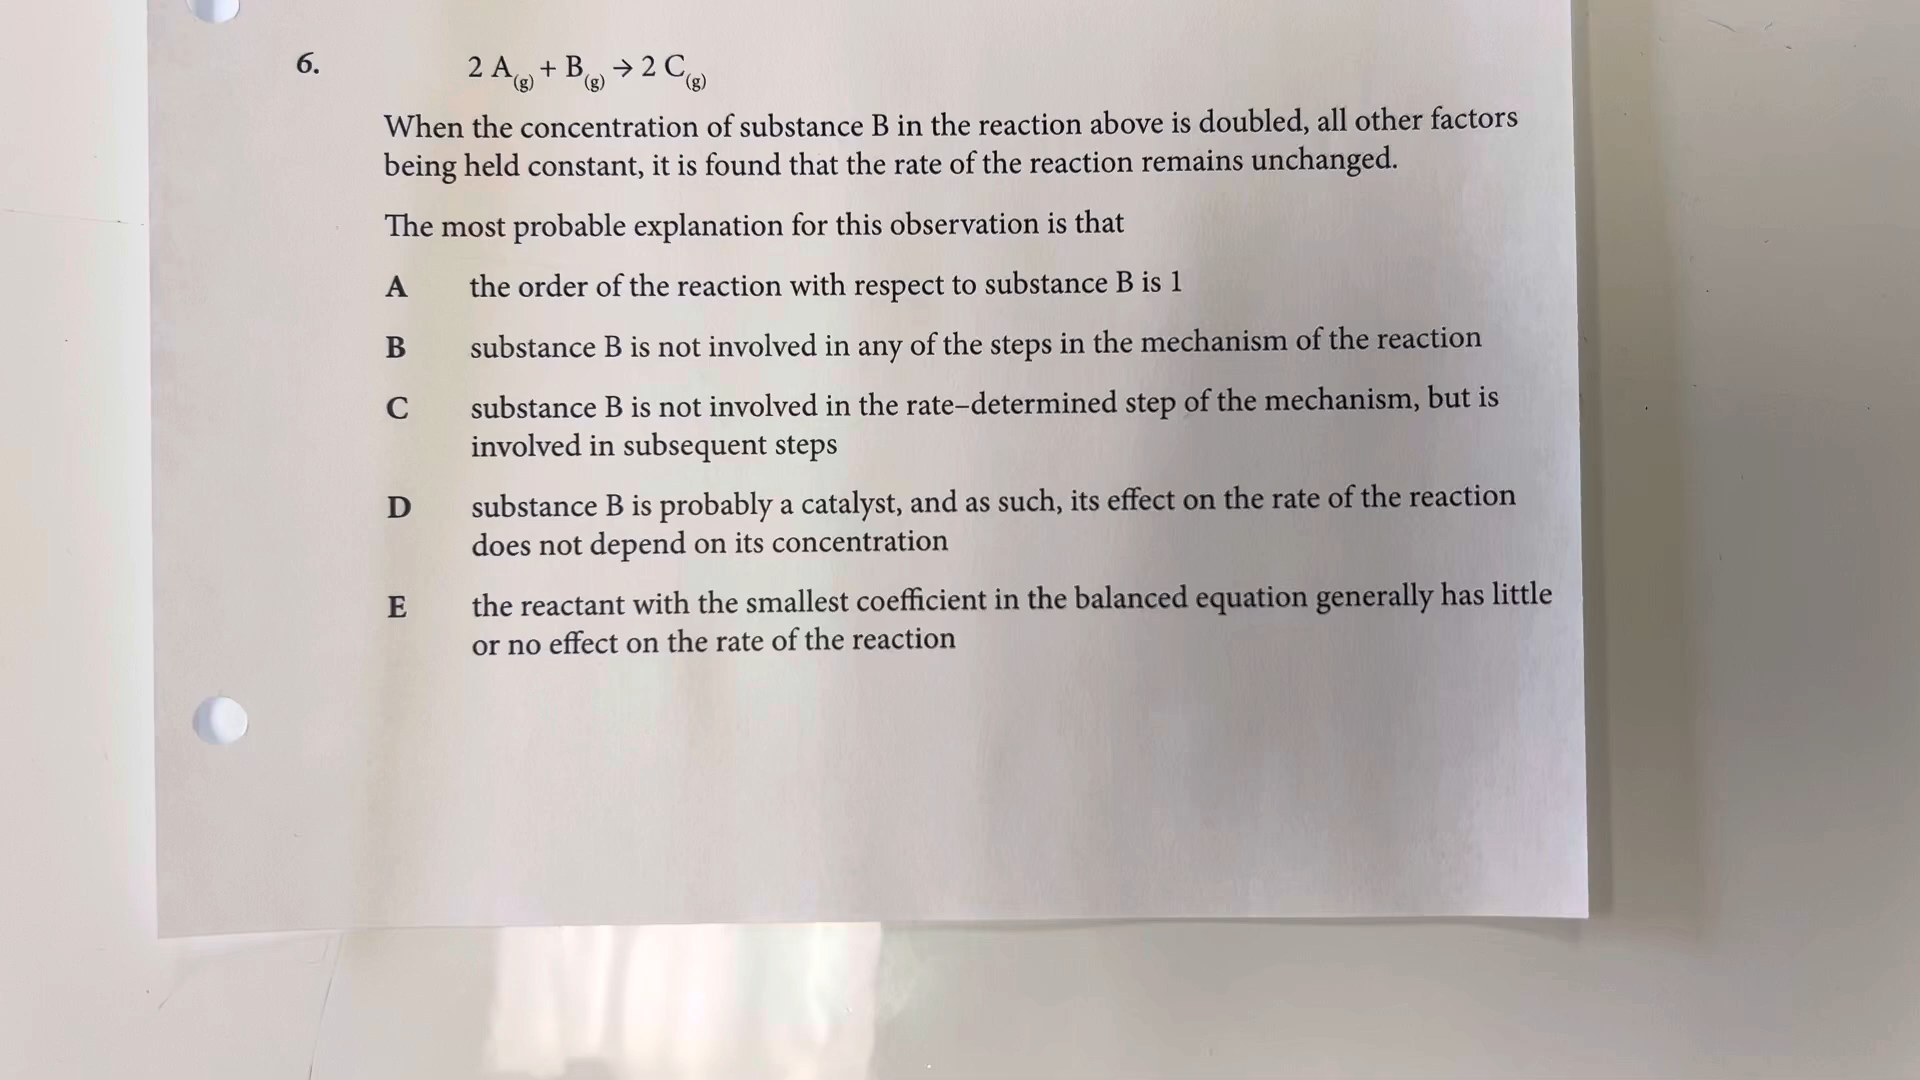 6. 2 A(g) + B(g) → 2 C(g)
When the concentration of substance B in the reaction above is doubled, all other factors
being held constant, it is found that the rate of the reaction remains unchanged.
The most probable explanation for this observation is that
A the order of the reaction with respect to substance B is 1
B substance B is not involved in any of the steps in the mechanism of the reaction
C substance B is not involved in the rate–determined step of the mechanism, but is
involved in subsequent steps
D substance B is probably a catalyst, and as such, its effect on the rate of the reaction
does not depend on its concentration
E the reactant with the smallest coefficient in the balanced equation generally has little
or no effect on the rate of the reaction